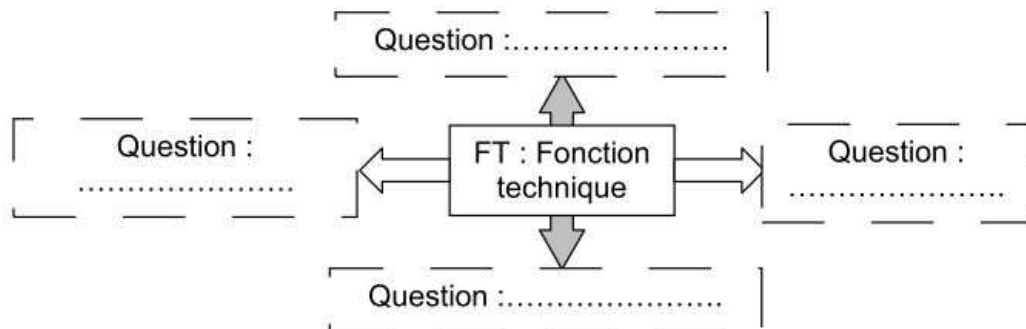 Question :........................
Question :
......................
FT : Fonction
technique
Question :
......................
Question :......................